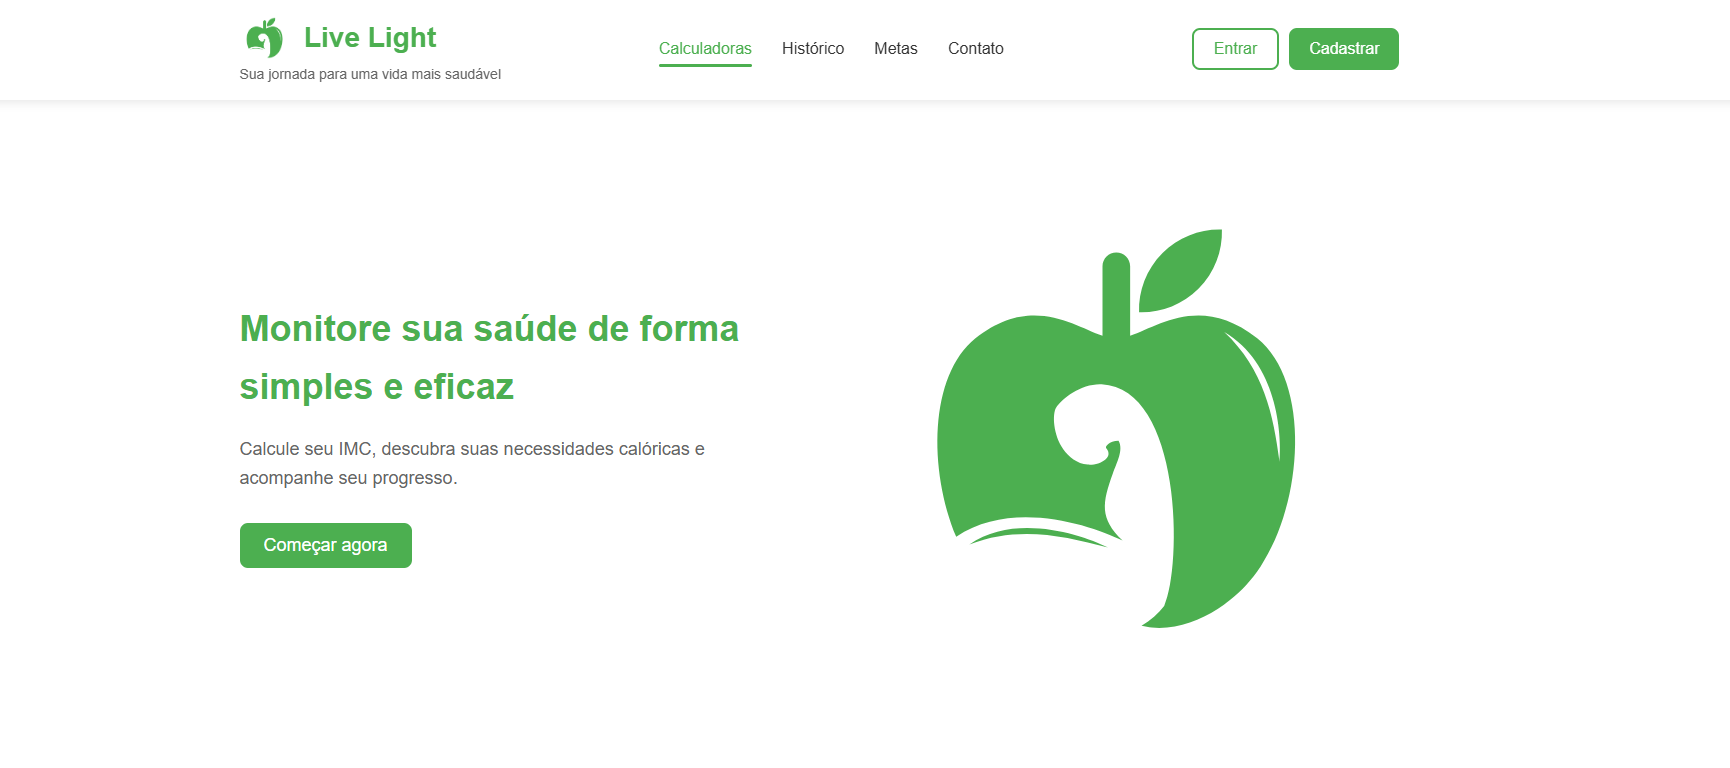 Live Light
Sua jornada para uma vida mais saudável
Calculadoras
Histórico
Metas
Contato
Entrar
Cadastrar
Monitore sua saúde de forma
simples e eficaz
Calcule seu IMC, descubra suas necessidades calóricas e
acompanhe seu progresso.
Começar agora